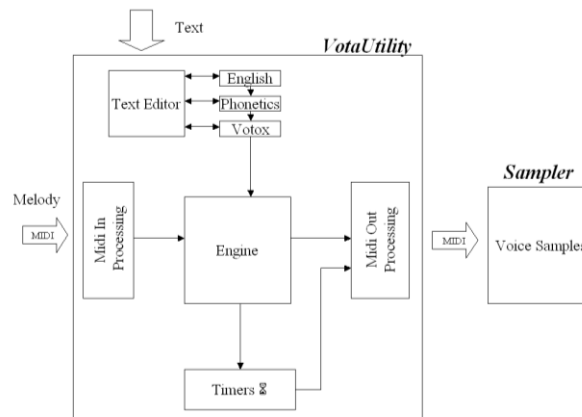 Text
VotaUtility
English
Text Editor
Phonetics
Votox
Sampler
Melody
MIDI
Midi In
Processing
Engine
Midi Out
Processing
MIDI
Voice Samples
Timers